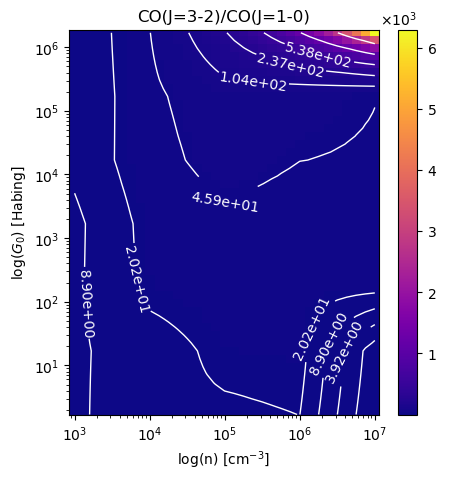 CO(J=3-2)/CO(J=1-0)
×10³
10⁶
10⁵
10⁴
10³
10²
10¹
log(G₀) [Habing]
5.38e+02
2.37e+02
1.04e+02
4.59e+01
2.02e+01
8.90e+00
2.02e+01
8.90e+00
3.92e+00
6
5
4
3
2
1
10³ 10⁴ 10⁵ 10⁶ 10⁷
log(n) [cm⁻³]